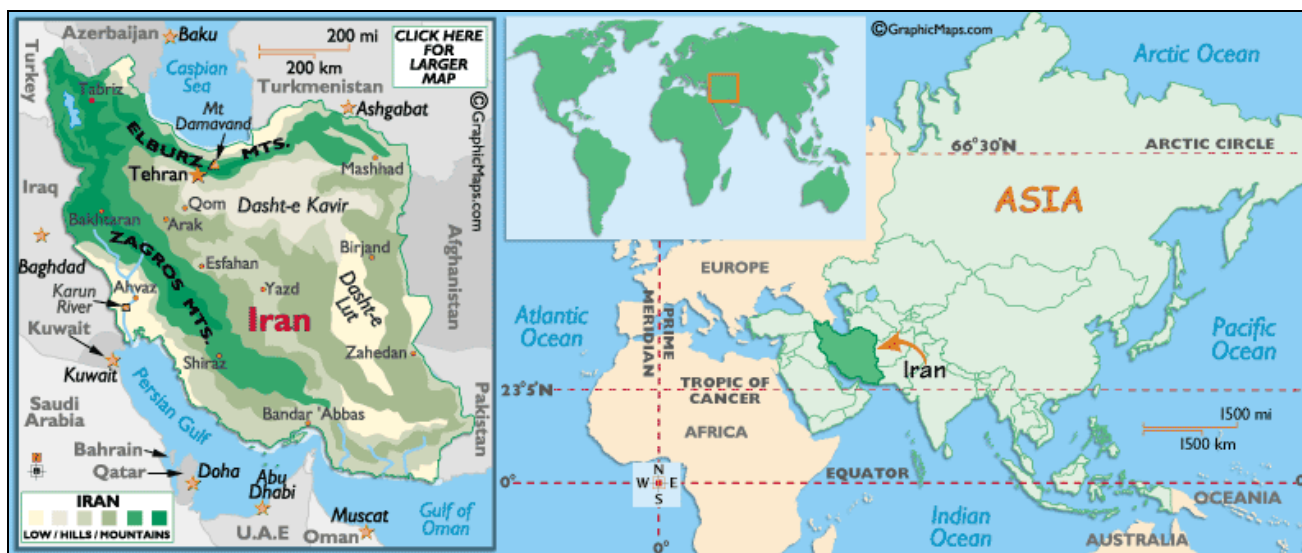 Azerbaijan
Baku
200 mi
200 km
CLICK HERE
FOR
LARGER
MAP
Turkey
Caspian
Sea
Turkmenistan
Tabriz
Mt
Damavand
Ashgabat
©GraphicMaps.com
ELBURZ MTS.
Mashhad
Tehran
Iraq
Qom
Dasht-e Kavir
Bakhtaran
Arak
ZAGROS MTS.
Birjand
Afghanistan
Baghdad
Esfahan
Karun
River
Ahvaz
Yazd
Dasht-e
Lut
Iran
Kuwait
Shiraz
Zahedan
Kuwait
Persian Gulf
Saudi
Arabia
Bandar 'Abbas
Pakistan
Bahrain
Qatar
Doha
Abu
Dhabi
Gulf of
Oman
Muscat
U.A.E
Oman
IRAN
LOW / HILLS / MOUNTAINS
©GraphicMaps.com
Arctic Ocean
66°30'N
ARCTIC CIRCLE
ASIA
EUROPE
Atlantic
Ocean
PRIME
MERIDIAN
Pacific
Ocean
Iran
23°5'N
TROPIC OF
CANCER
1500 mi
1500 km
AFRICA
EQUATOR
N
W E
S
0°
0°
OCEANIA
Indian
Ocean
AUSTRALIA
0°